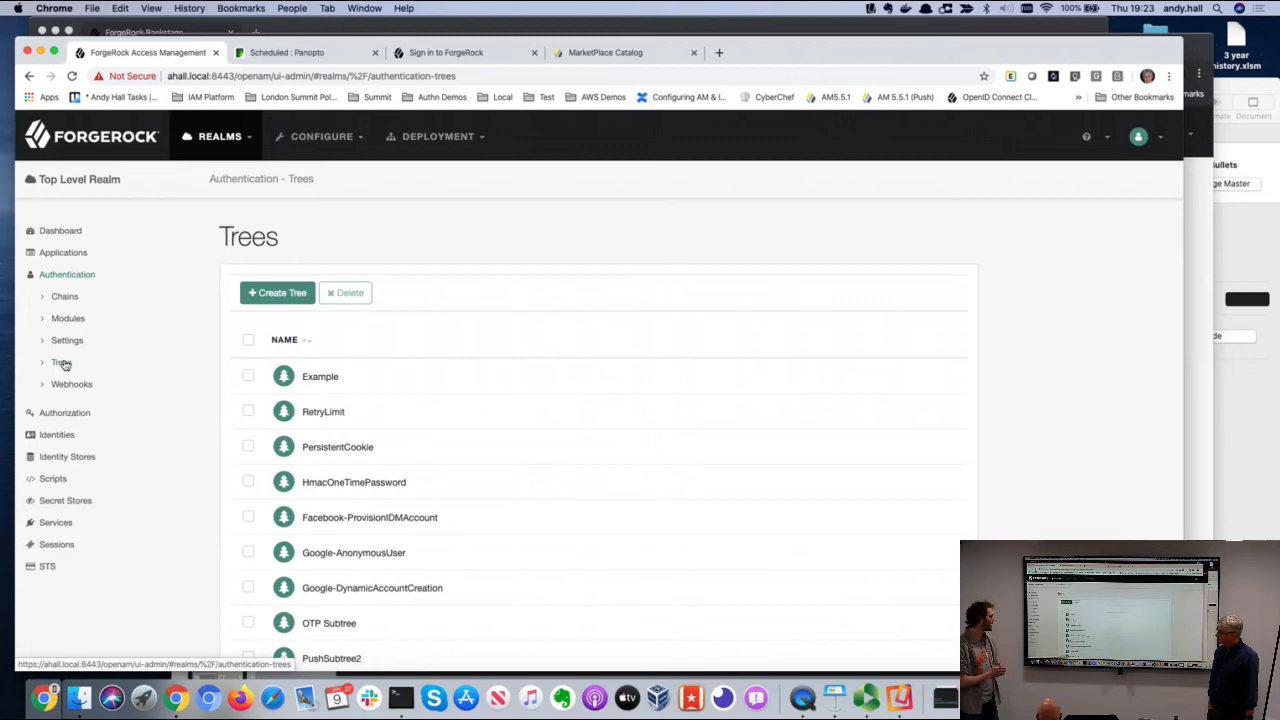 Chrome File Edit View History Bookmarks People Tab Window Help
100% Thu 19:23 andy.hall
ForgeRock Backstage
ForgeRock Access Management
Scheduled : Panopto
Sign in to ForgeRock
MarketPlace Catalog
3 year
history.xlsm
Not Secure ahall.local:8443/openam/ui-admin/#realms/%2F/authentication-trees
Apps * Andy Hall Tasks |... IAM Platform London Summit Pol... Summit Authn Demos Local Test AWS Demos Configuring AM & I... CyberChef AM5.5.1 AM 5.5.1 (Push) OpenID Connect Cl... » Other Bookmarks
Document
FORGEROCK REALMS CONFIGURE DEPLOYMENT
Top Level Realm
Authentication - Trees
Dashboard
Applications
Authentication
Chains
Modules
Settings
Webhooks
Authorization
Identities
Identity Stores
Scripts
Secret Stores
Services
Sessions
STS
Trees
+ Create Tree
Delete
NAME
Example
RetryLimit
PersistentCookie
HmacOneTimePassword
Facebook-ProvisionIDMAccount
Google-AnonymousUser
Google-DynamicAccountCreation
OTP Subtree
PushSubtree2
https://ahall.local:8443/openam/ui-admin/#realms/%2F/authentication-trees